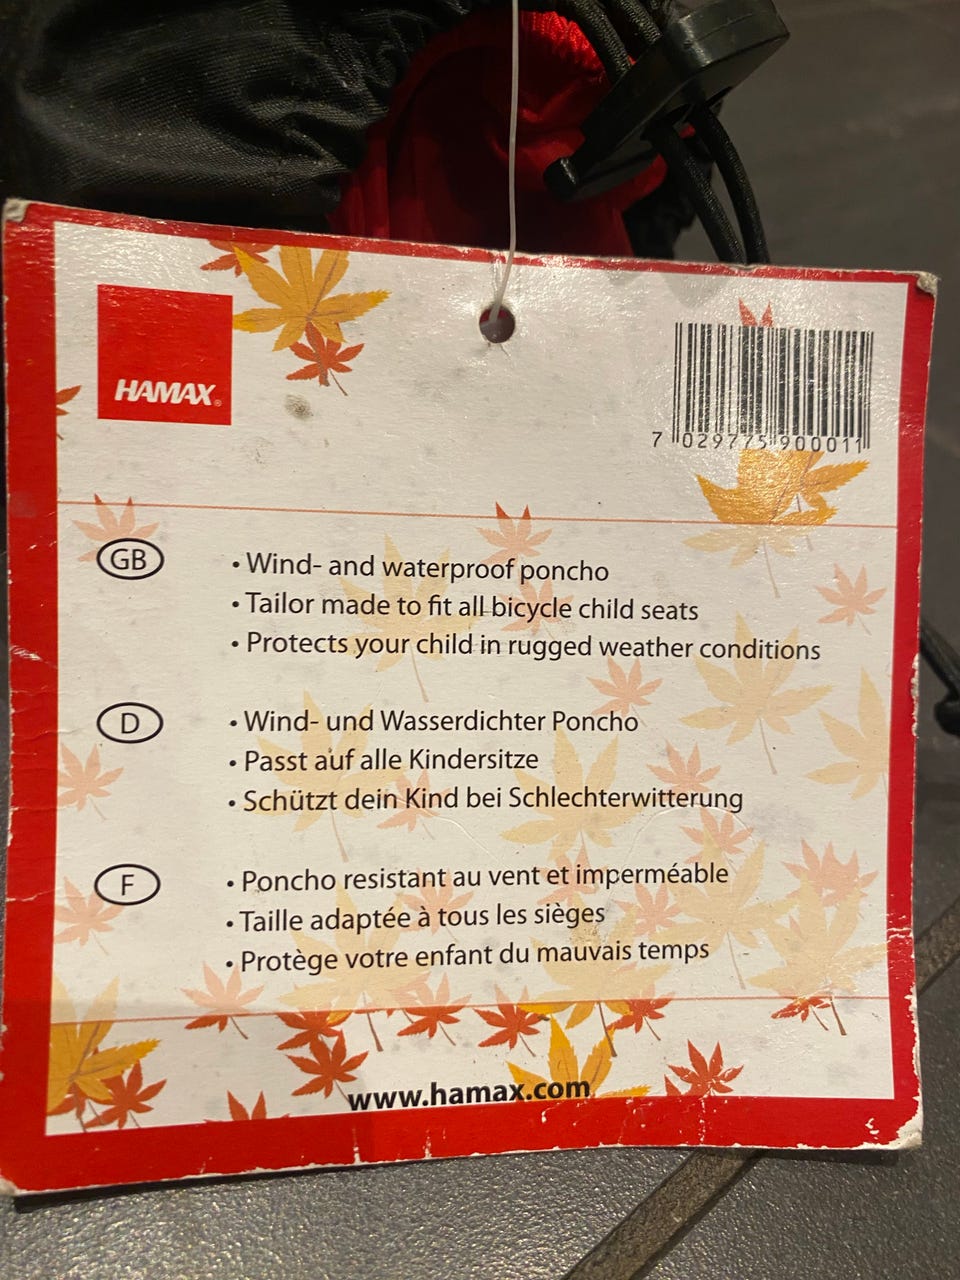 HAMAX®
7 029775 900011
GB
• Wind- and waterproof poncho
• Tailor made to fit all bicycle child seats
• Protects your child in rugged weather conditions
D
• Wind- und Wasserdichter Poncho
• Passt auf alle Kindersitze
• Schützt dein Kind bei Schlechterwitterung
F
• Poncho resistant au vent et imperméable
• Taille adaptée à tous les sièges
• Protège votre enfant du mauvais temps
www.hamax.com